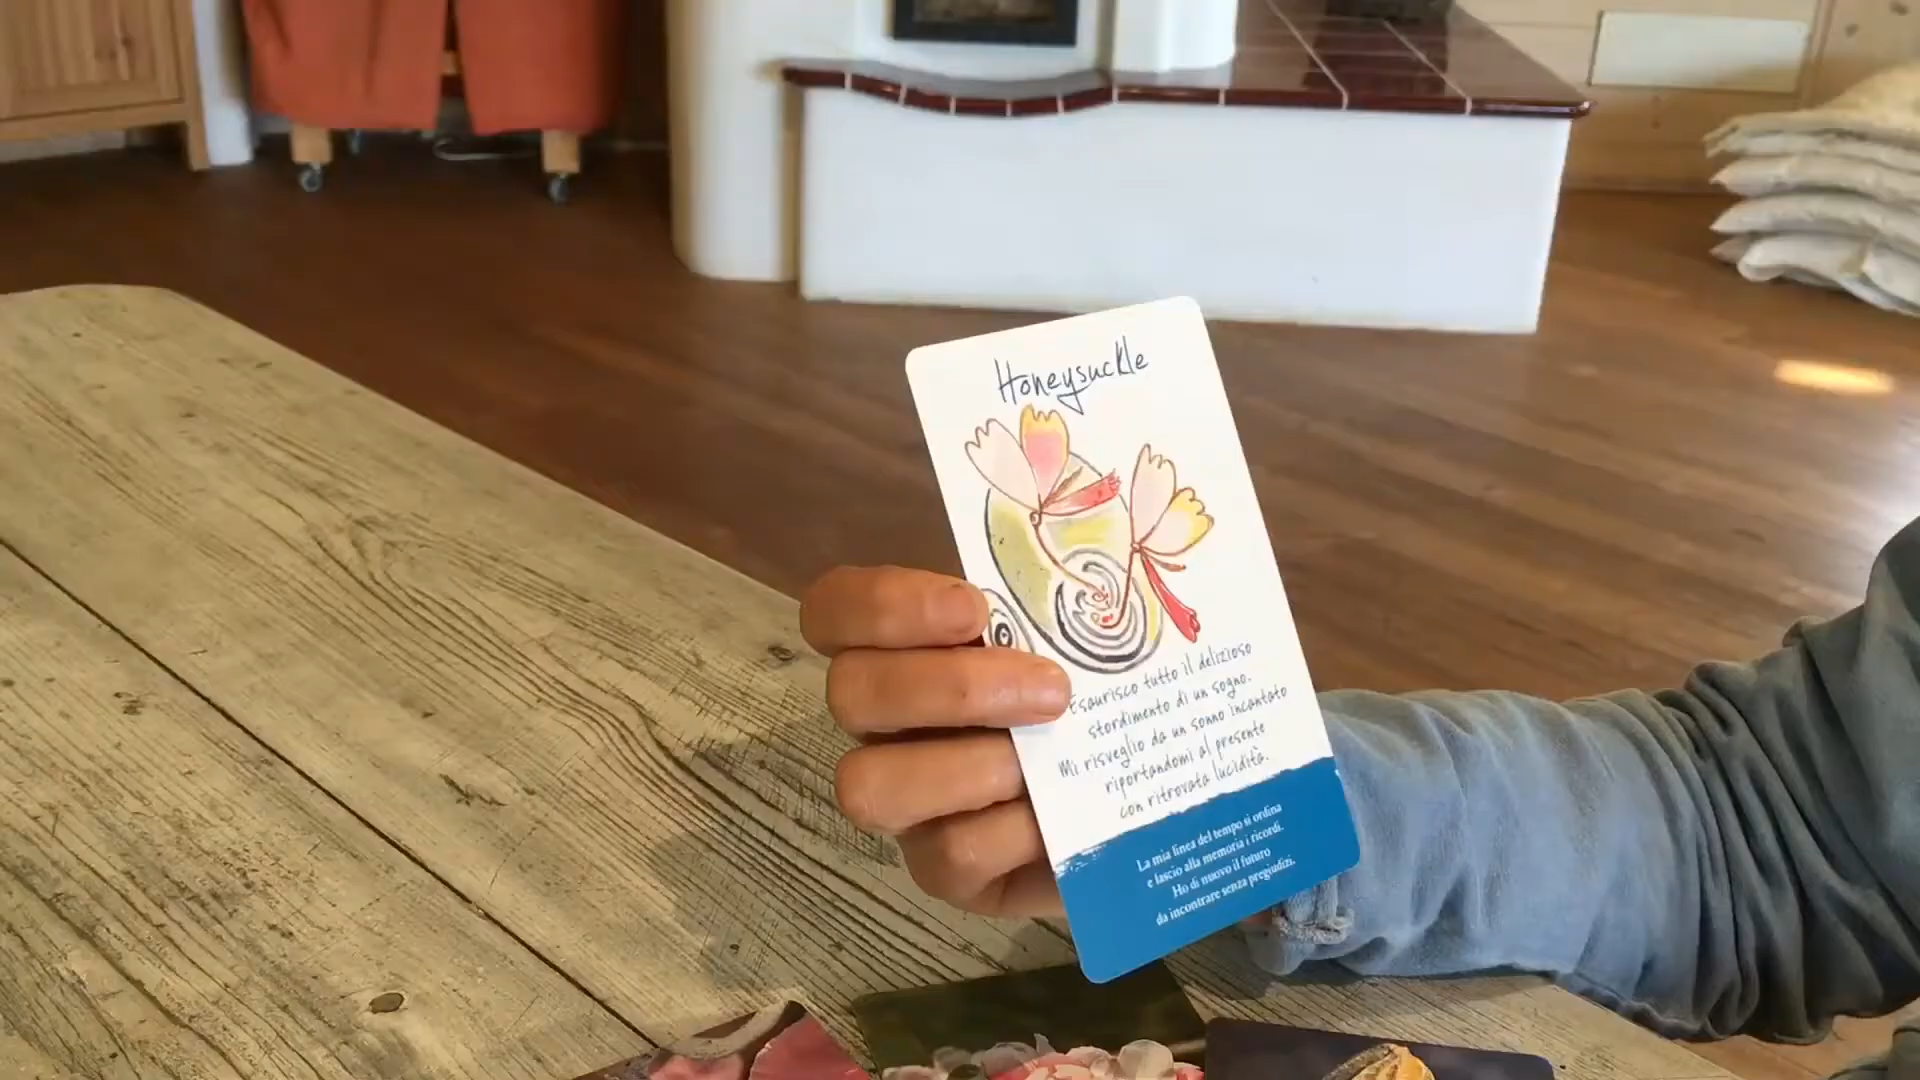 Honeysuckle
Esaurisco tutto il delizioso
stordimento di un sogno.
Mi risveglio da un sonno incantato
riportandomi al presente
con ritrovata lucidità.
La mia linea del tempo si ordina
e lascio alla memoria i ricordi.
Ho di nuovo il futuro
da incontrare senza pregiudizi.